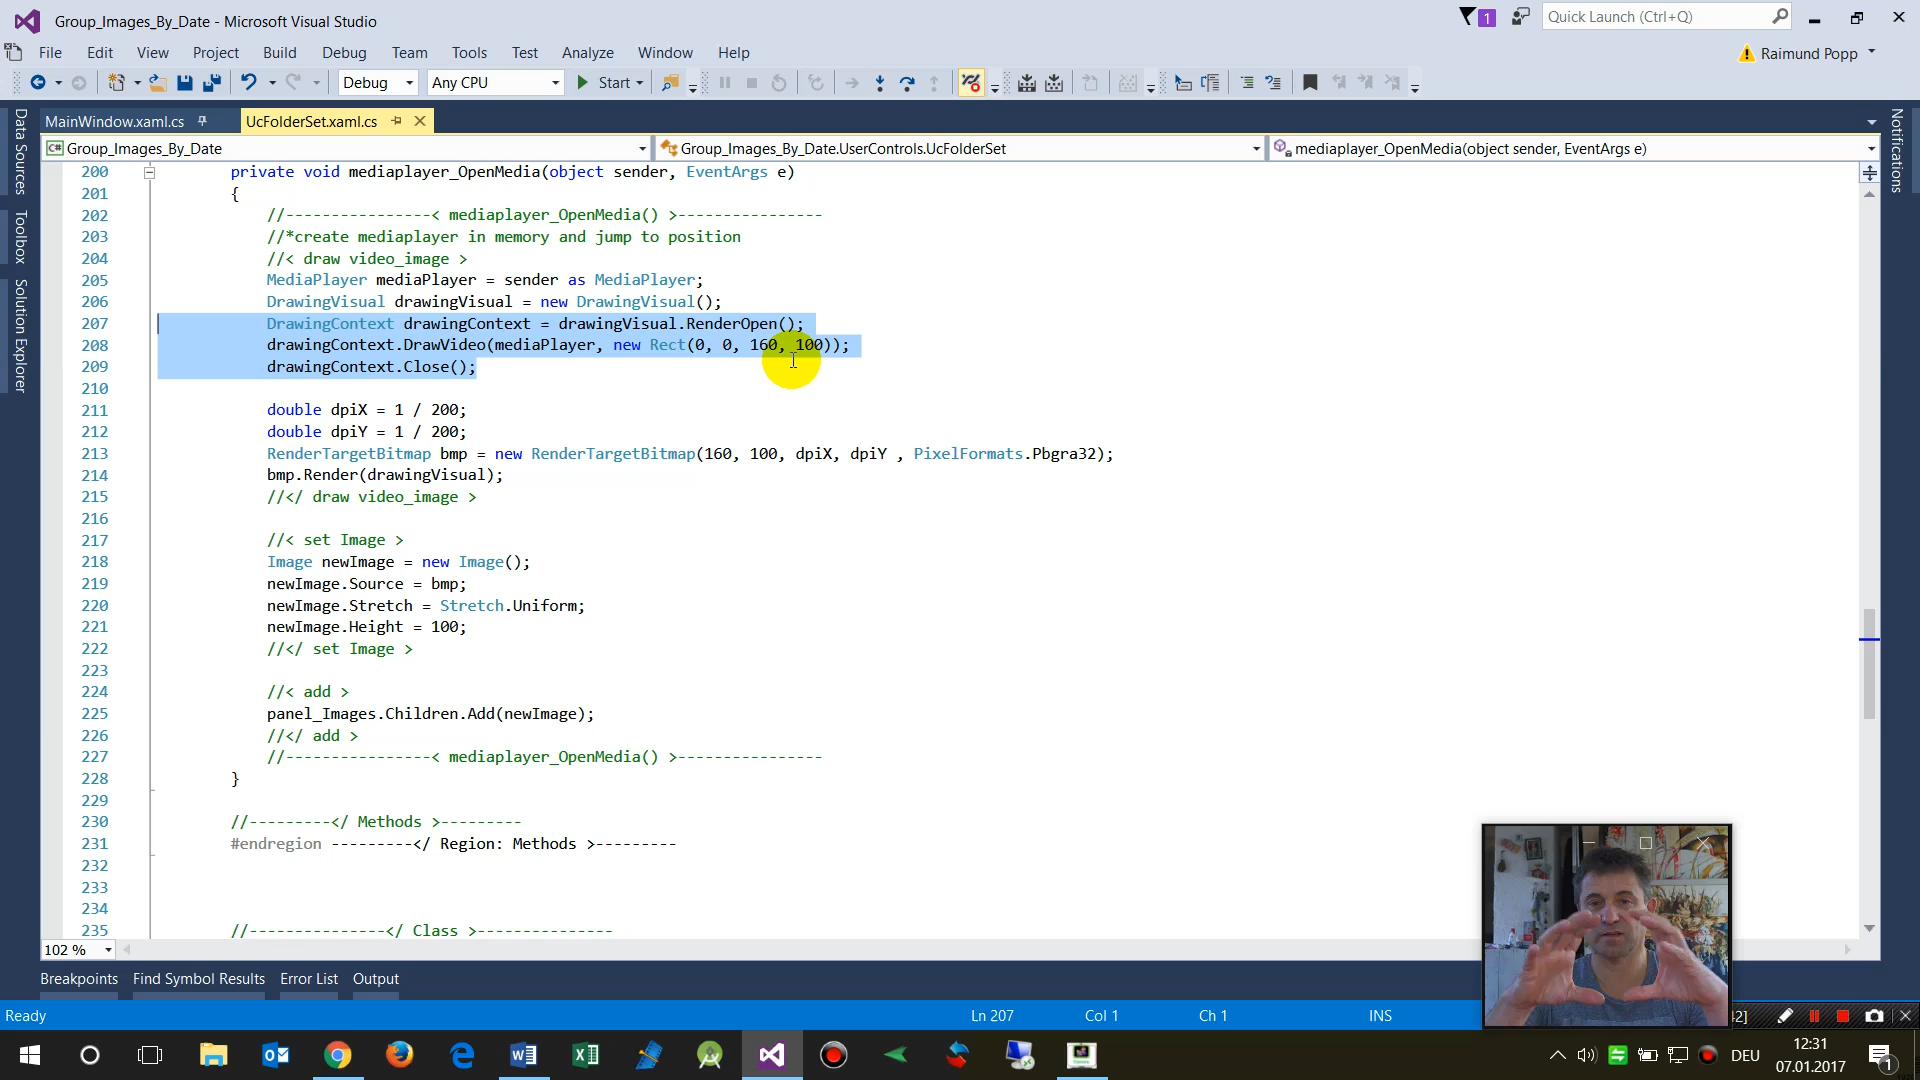 Group_Images_By_Date - Microsoft Visual Studio
1
Quick Launch (Ctrl+Q)
File Edit View Project Build Debug Team Tools Test Analyze Window Help
Raimund Popp
Debug Any CPU Start
MainWindow.xaml.cs UcFolderSet.xaml.cs
Data Sources
Toolbox
Solution Explorer
Notifications
Group_Images_By_Date Group_Images_By_Date.UserControls.UcFolderSet mediaplayer_OpenMedia(object sender, EventArgs e)
200 private void mediaplayer_OpenMedia(object sender, EventArgs e)
201 {
202 //----------------< mediaplayer_OpenMedia() >----------------
203 //*create mediaplayer in memory and jump to position
204 //< draw video_image >
205 MediaPlayer mediaPlayer = sender as MediaPlayer;
206 DrawingVisual drawingVisual = new DrawingVisual();
207 DrawingContext drawingContext = drawingVisual.RenderOpen();
208 drawingContext.DrawVideo(mediaPlayer, new Rect(0, 0, 160, 100));
209 drawingContext.Close();
210
211 double dpiX = 1 / 200;
212 double dpiY = 1 / 200;
213 RenderTargetBitmap bmp = new RenderTargetBitmap(160, 100, dpiX, dpiY , PixelFormats.Pbgra32);
214 bmp.Render(drawingVisual);
215 //</ draw video_image >
216
217 //< set Image >
218 Image newImage = new Image();
219 newImage.Source = bmp;
220 newImage.Stretch = Stretch.Uniform;
221 newImage.Height = 100;
222 //</ set Image >
223
224 //< add >
225 panel_Images.Children.Add(newImage);
226 //</ add >
227 //----------------< mediaplayer_OpenMedia() >----------------
228 }
229
230 //---------</ Methods >---------
231 #endregion ---------</ Region: Methods >---------
232
233
234
235 //---------------</ Class >---------------
102 %
Breakpoints Find Symbol Results Error List Output
Ready Ln 207 Col 1 Ch 1 INS
42]
DEU
12:31
07.01.2017
1